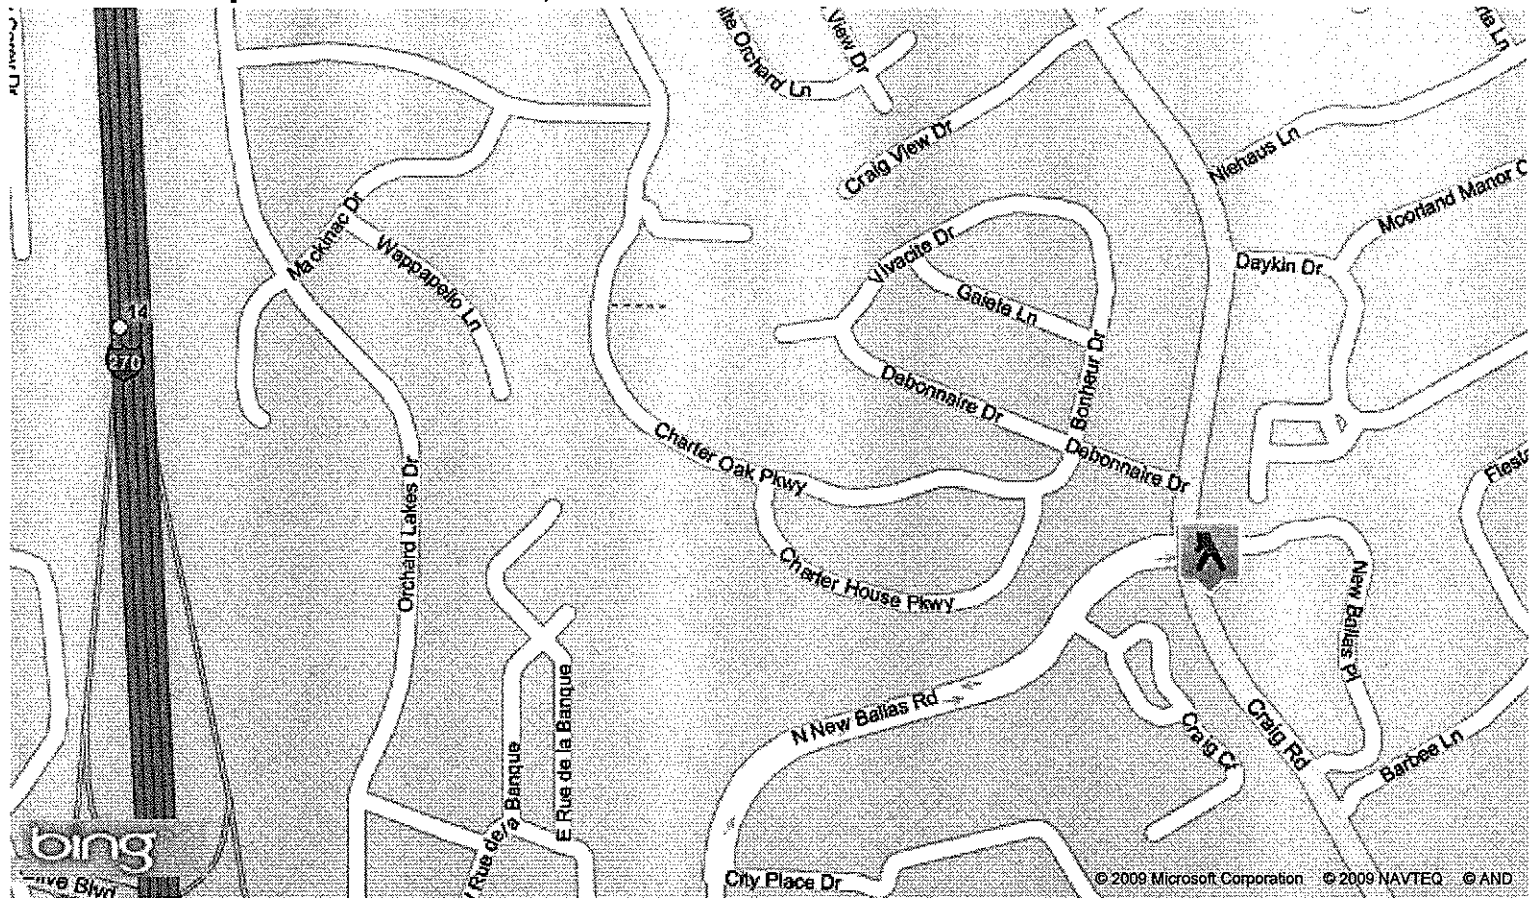 View Dr
Orchard Ln
Craig View Dr
Niehaus Ln
Moorland Manor C
Mackinac Dr
Wappapello Ln
Vivacite Dr
Daykin Dr
Gaiete Ln
14
270
Bonheur Dr
Debonnaire Dr
Debonnaire Dr
Charter Oak Pkwy
Orchard Lakes Dr
Charter House Pkwy
New Ballas Pl
N New Ballas Rd
Craig Ct
Craig Rd
Barbee Ln
E Rue de la Banque
Rue de la Banque
bing
City Place Dr
© 2009 Microsoft Corporation © 2009 NAVTEQ © AND